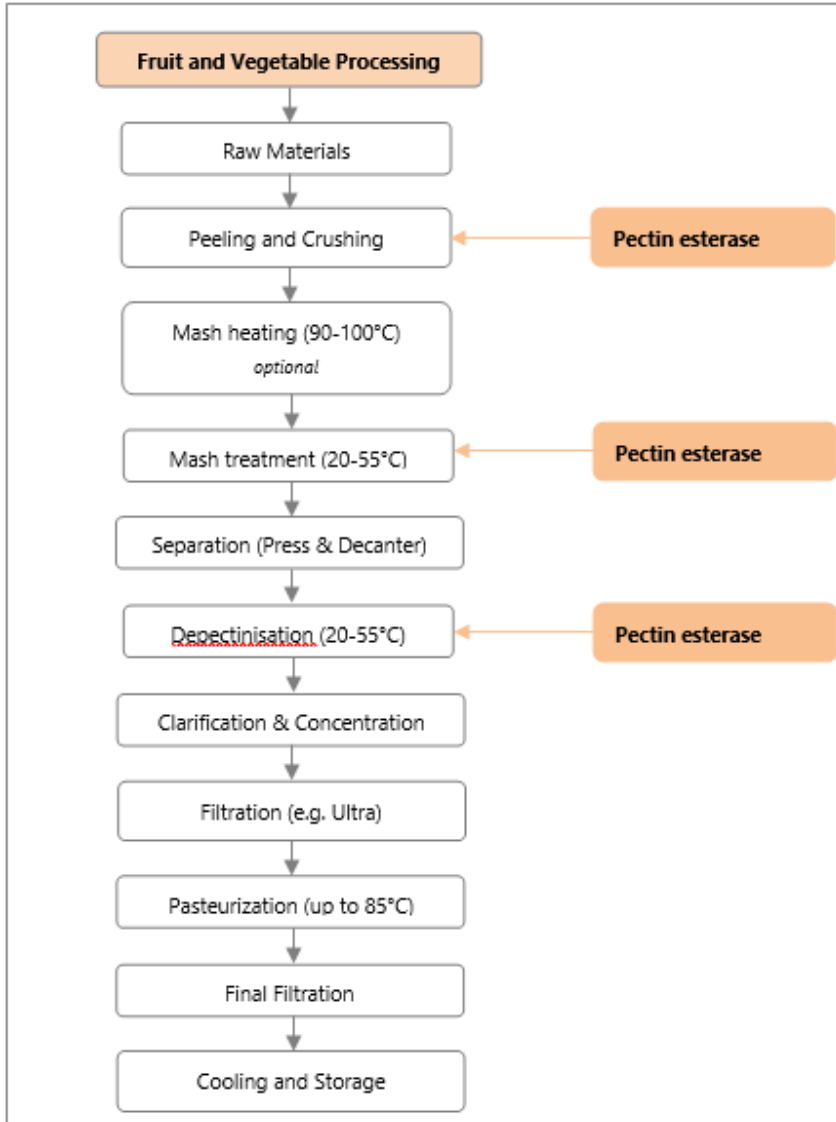 Fruit and Vegetable Processing
Raw Materials
Peeling and Crushing
Pectin esterase
Mash heating (90-100°C)
optional
Mash treatment (20-55°C)
Pectin esterase
Separation (Press & Decanter)
Depectinisation (20-55°C)
Pectin esterase
Clarification & Concentration
Filtration (e.g. Ultra)
Pasteurization (up to 85°C)
Final Filtration
Cooling and Storage